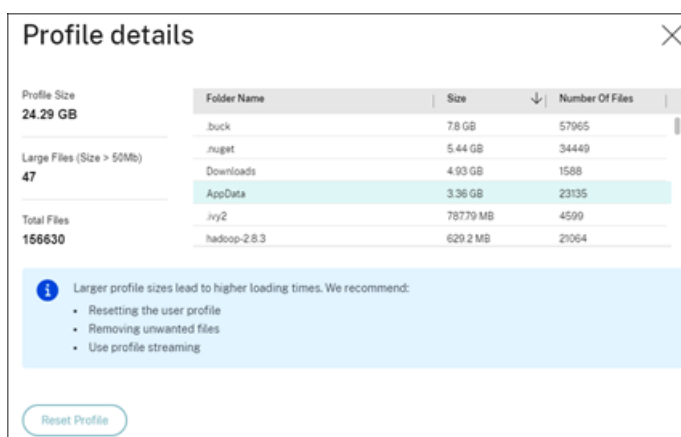 Profile details
Profile Size
24.29 GB
Large Files (Size > 50Mb)
47
Total Files
156630
Folder Name Size Number Of Files
.buck 7.8 GB 57965
.nuget 5.44 GB 34449
Downloads 4.93 GB 1588
AppData 3.36 GB 23135
.ivy2 787.79 MB 4599
hadoop-2.8.3 629.2 MB 21064
Larger profile sizes lead to higher loading times. We recommend:
• Resetting the user profile
• Removing unwanted files
• Use profile streaming
Reset Profile